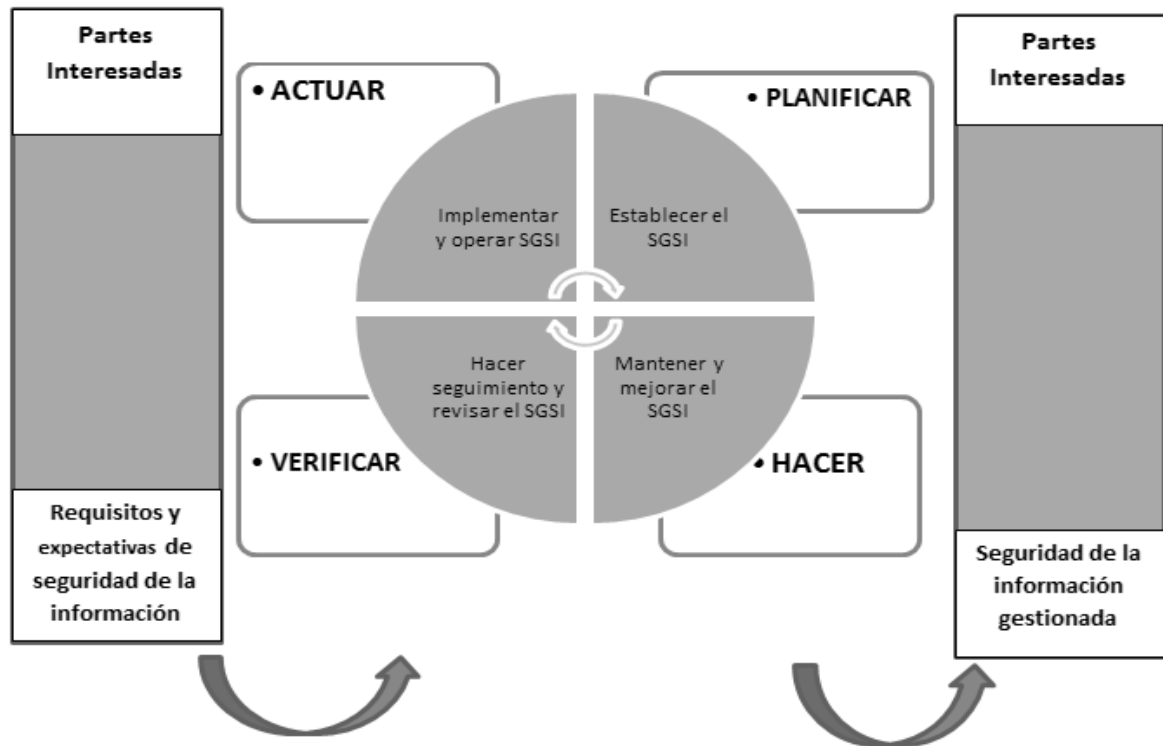 Partes
Interesadas
• ACTUAR
• PLANIFICAR
Partes
Interesadas
Implementar
y operar SGSI
Establecer el
SGSI
Hacer
seguimiento y
revisar el SGSI
Mantener y
mejorar el
SGSI
• VERIFICAR
• HACER
Requisitos y
expectativas de
seguridad de la
información
Seguridad de la
información
gestionada